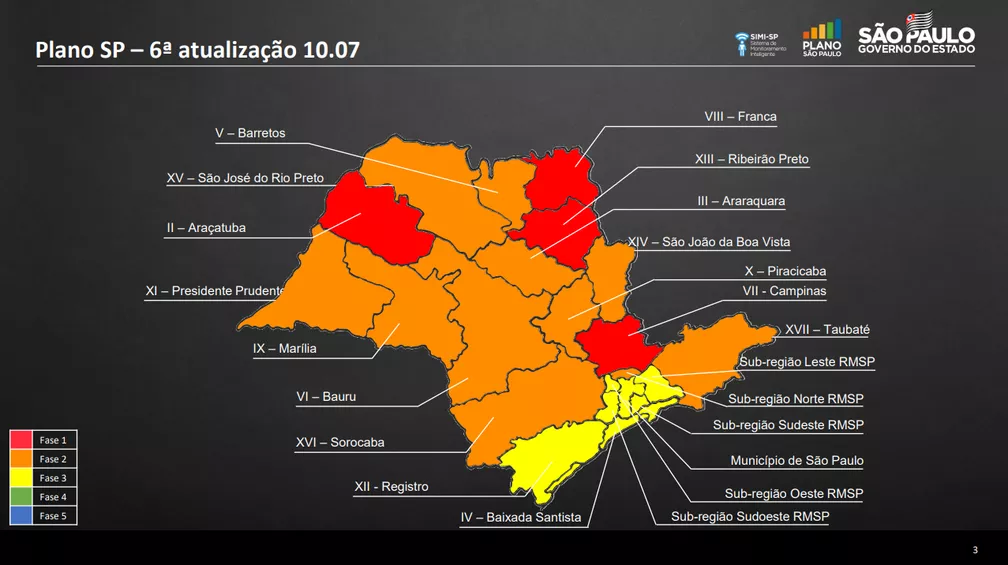 Plano SP – 6ª atualização 10.07
SIMI-SP
Sistema de
Monitoramento
Inteligente
PLANO
SÃO PAULO
SÃO PAULO
GOVERNO DO ESTADO
VIII – Franca
V – Barretos
XIII – Ribeirão Preto
XV – São José do Rio Preto
III – Araraquara
II – Araçatuba
XIV – São João da Boa Vista
X – Piracicaba
XI – Presidente Prudente
VII - Campinas
XVII – Taubaté
IX – Marília
Sub-região Leste RMSP
VI – Bauru
Sub-região Norte RMSP
Sub-região Sudeste RMSP
XVI – Sorocaba
Município de São Paulo
XII - Registro
Sub-região Oeste RMSP
IV – Baixada Santista
Sub-região Sudoeste RMSP
Fase 1
Fase 2
Fase 3
Fase 4
Fase 5
3